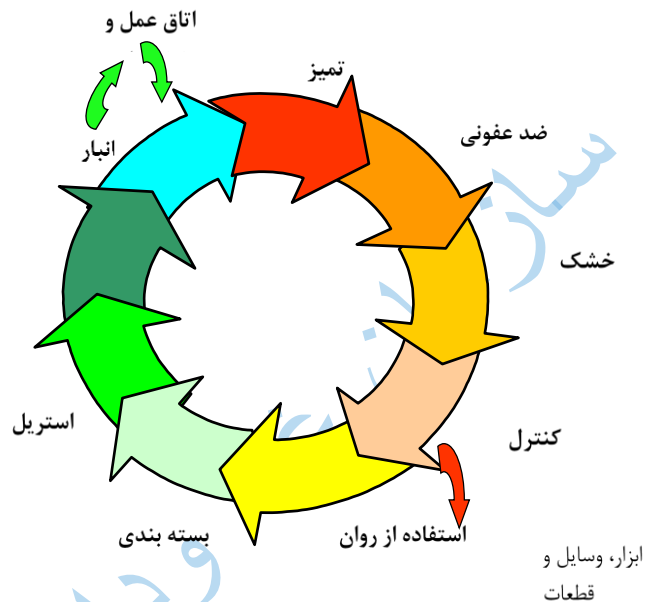 اتاق عمل و
تمیز
ضد عفونی
انبار
خشک
استریل
کنترل
بسته بندی
استفاده از روان
ابزار، وسایل و
قطعات